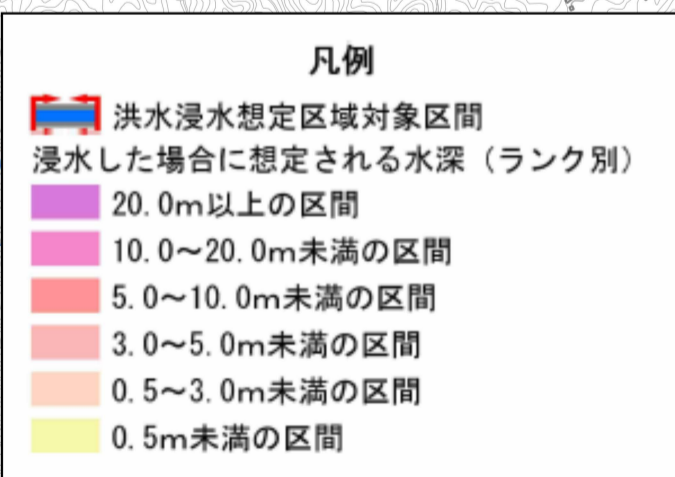 凡例
洪水浸水想定区域対象区間
浸水した場合に想定される水深（ランク別）
20.0m以上の区間
10.0～20.0m未満の区間
5.0～10.0m未満の区間
3.0～5.0m未満の区間
0.5～3.0m未満の区間
0.5m未満の区間